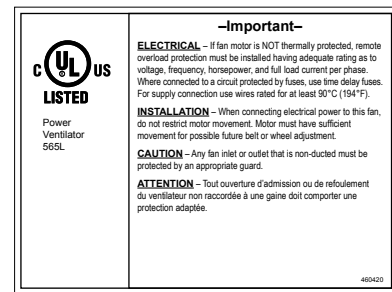 –Important–
ELECTRICAL – If fan motor is NOT thermally protected, remote
overload protection must be installed having adequate rating as to
voltage, frequency, horsepower, and full load current per phase.
Where connected to a circuit protected by fuses, use time delay fuses.
For supply connection use wires rated for at least 90°C (194°F).
INSTALLATION – When connecting electrical power to this fan,
do not restrict motor movement. Motor must have sufficient
movement for possible future belt or wheel adjustment.
CAUTION – Any fan inlet or outlet that is non-ducted must be
protected by an appropriate guard.
ATTENTION – Tout ouverture d'admission ou de refoulement
du ventilateur non raccordée à une gaine doit comporter une
protection adaptée.
C UL US
®
LISTED
Power
Ventilator
565L
460420